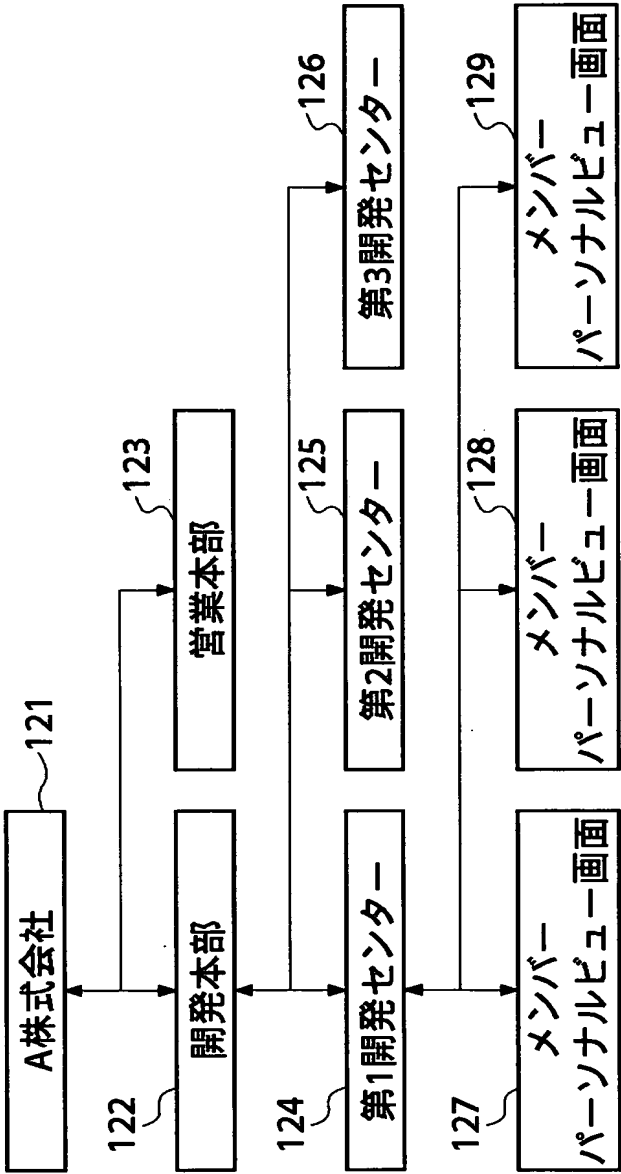 A株式会社
121
開発本部
122
営業本部
123
第1開発センター
124
第2開発センター
125
第3開発センター
126
メンバー
パーソナルビュー画面
127
メンバー
パーソナルビュー画面
128
メンバー
パーソナルビュー画面
129